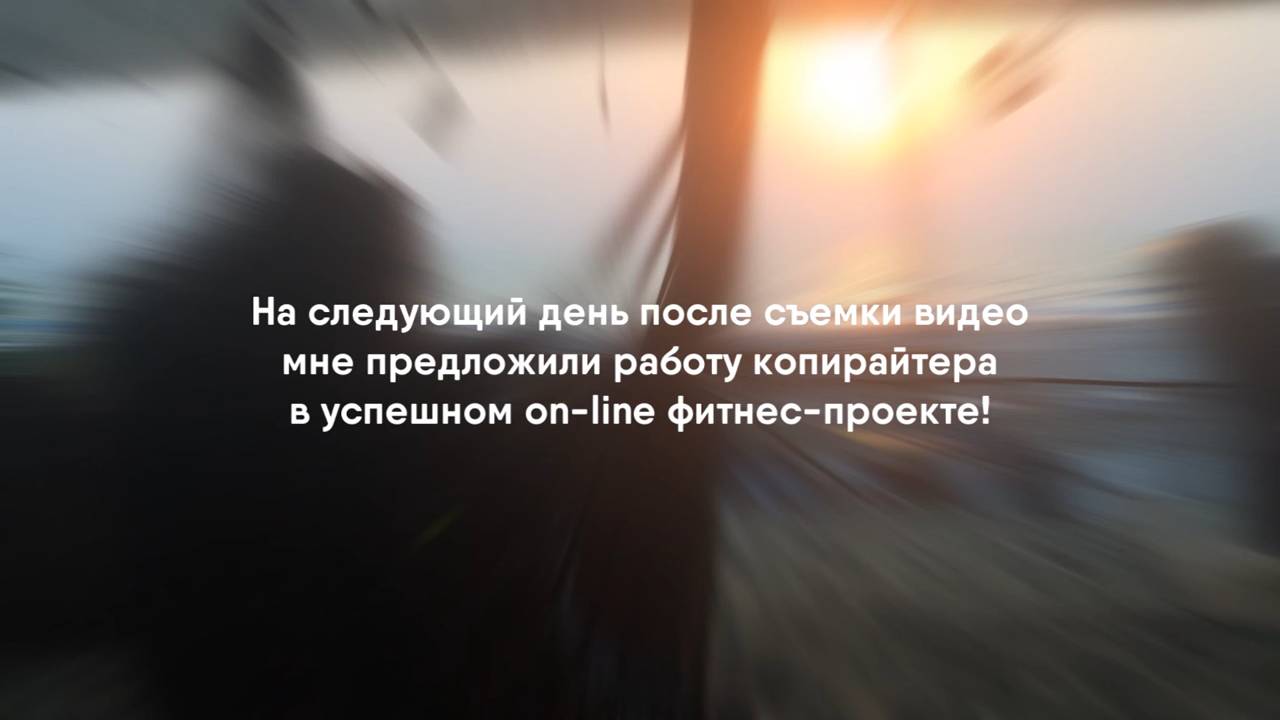 На следующий день после съемки видео
мне предложили работу копирайтера
в успешном on-line фитнес-проекте!